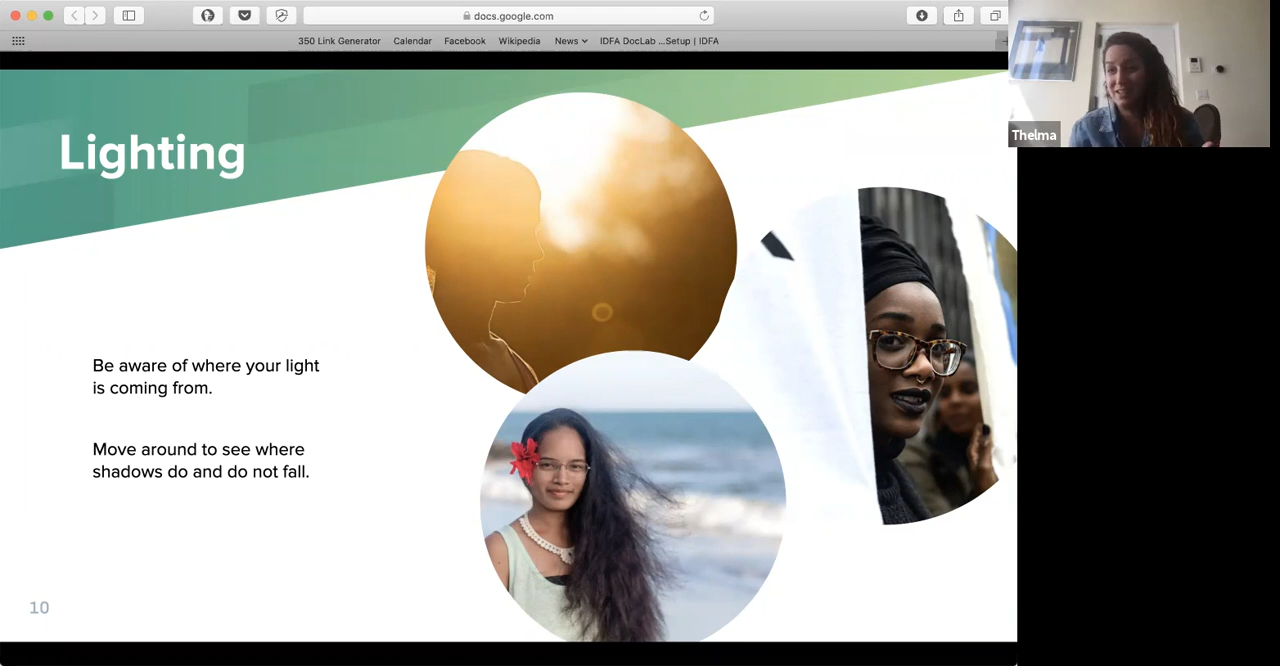 docs.google.com
350 Link Generator Calendar Facebook Wikipedia News IDFA DocLab ...Setup | IDFA
Thelma
Lighting
Be aware of where your light
is coming from.
Move around to see where
shadows do and do not fall.
10